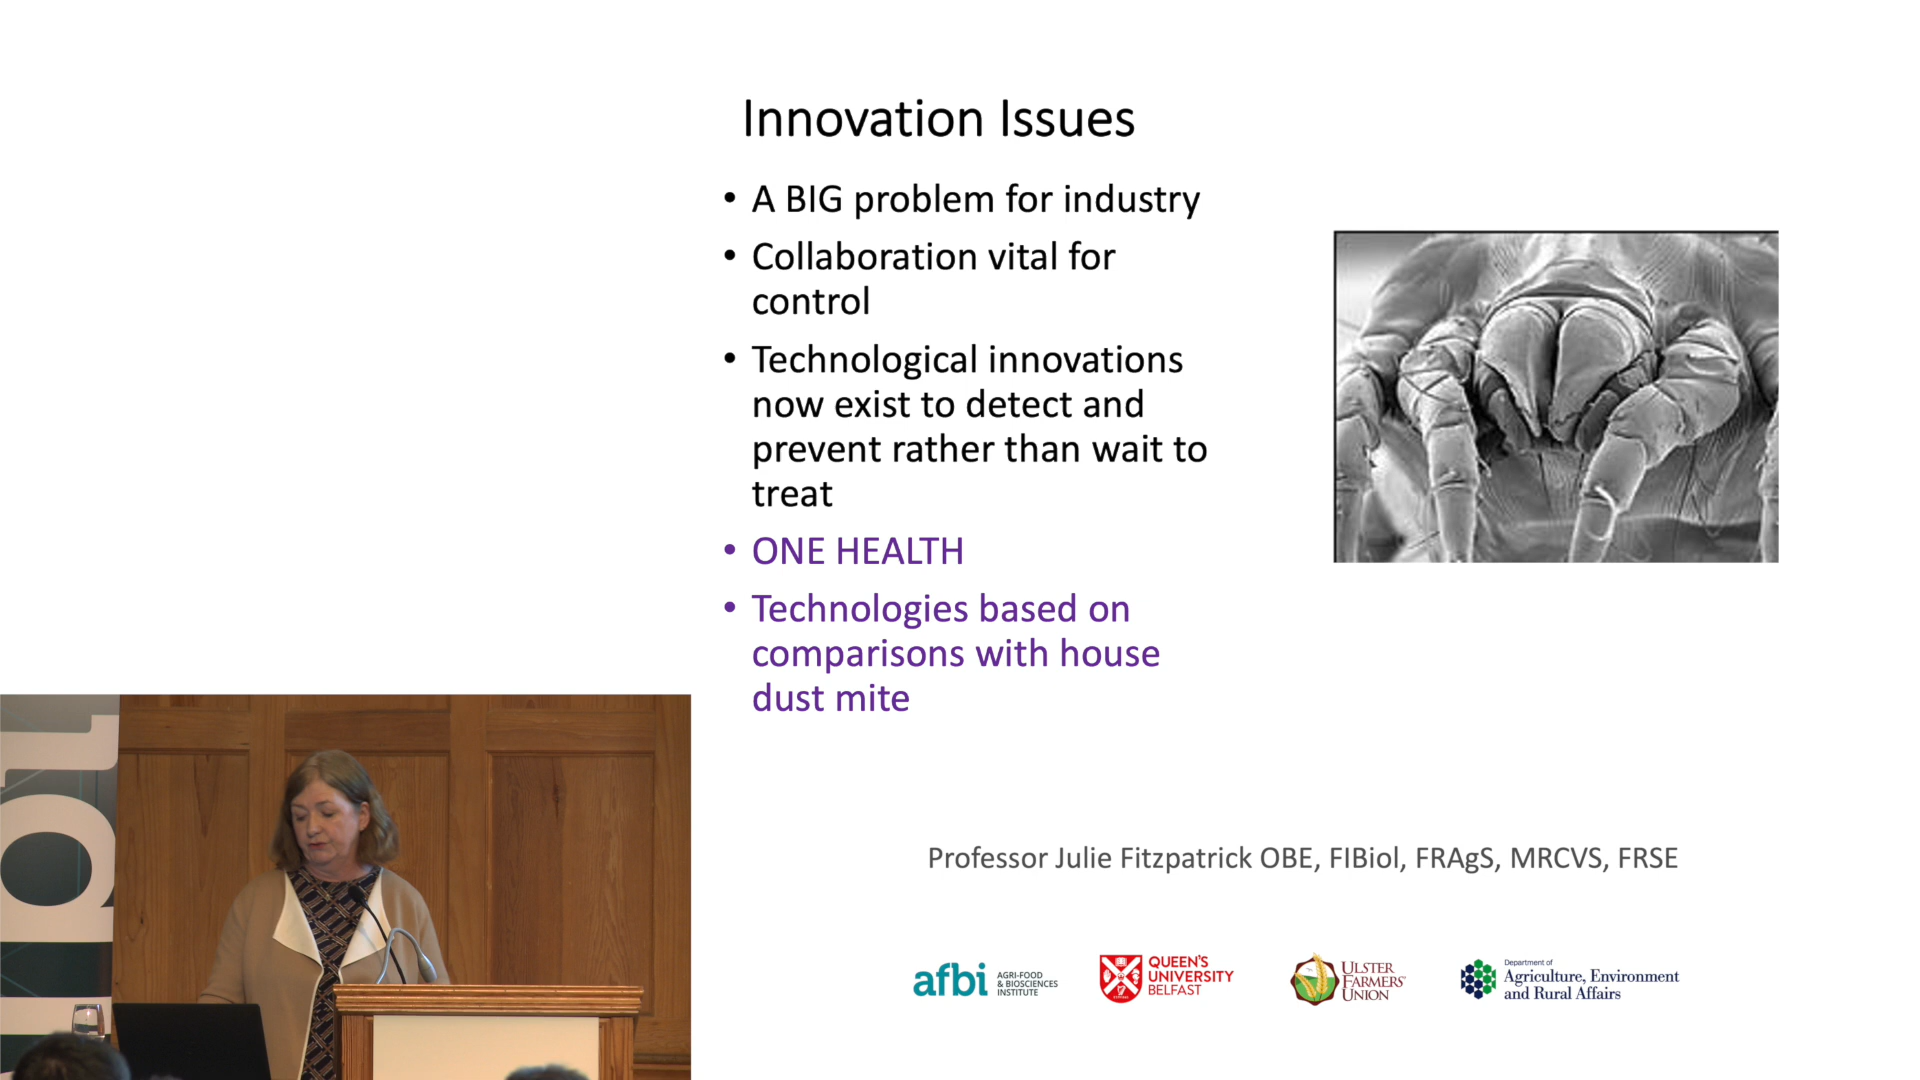 Innovation Issues
• A BIG problem for industry
• Collaboration vital for
control
• Technological innovations
now exist to detect and
prevent rather than wait to
treat
• ONE HEALTH
• Technologies based on
comparisons with house
dust mite
Professor Julie Fitzpatrick OBE, FIBiol, FRAgS, MRCVS, FRSE
afbi
AGRI-FOOD
& BIOSCIENCES
INSTITUTE
QUEEN'S
UNIVERSITY
BELFAST
ULSTER
FARMERS'
UNION
Department of
Agriculture, Environment
and Rural Affairs